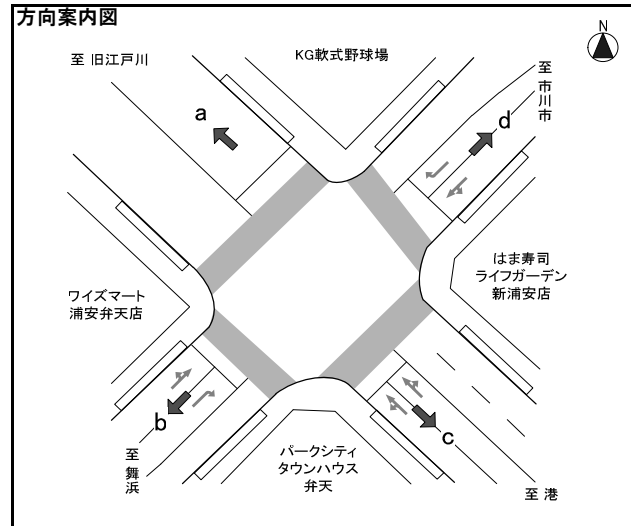 方向案内図
N
至 旧江戸川
KG軟式野球場
至 市川市
a
d
はま寿司
ライフガーデン
新浦安店
ワイズマート
浦安弁天店
b
c
至 舞浜
パークシティ
タウンハウス
弁天
至 港